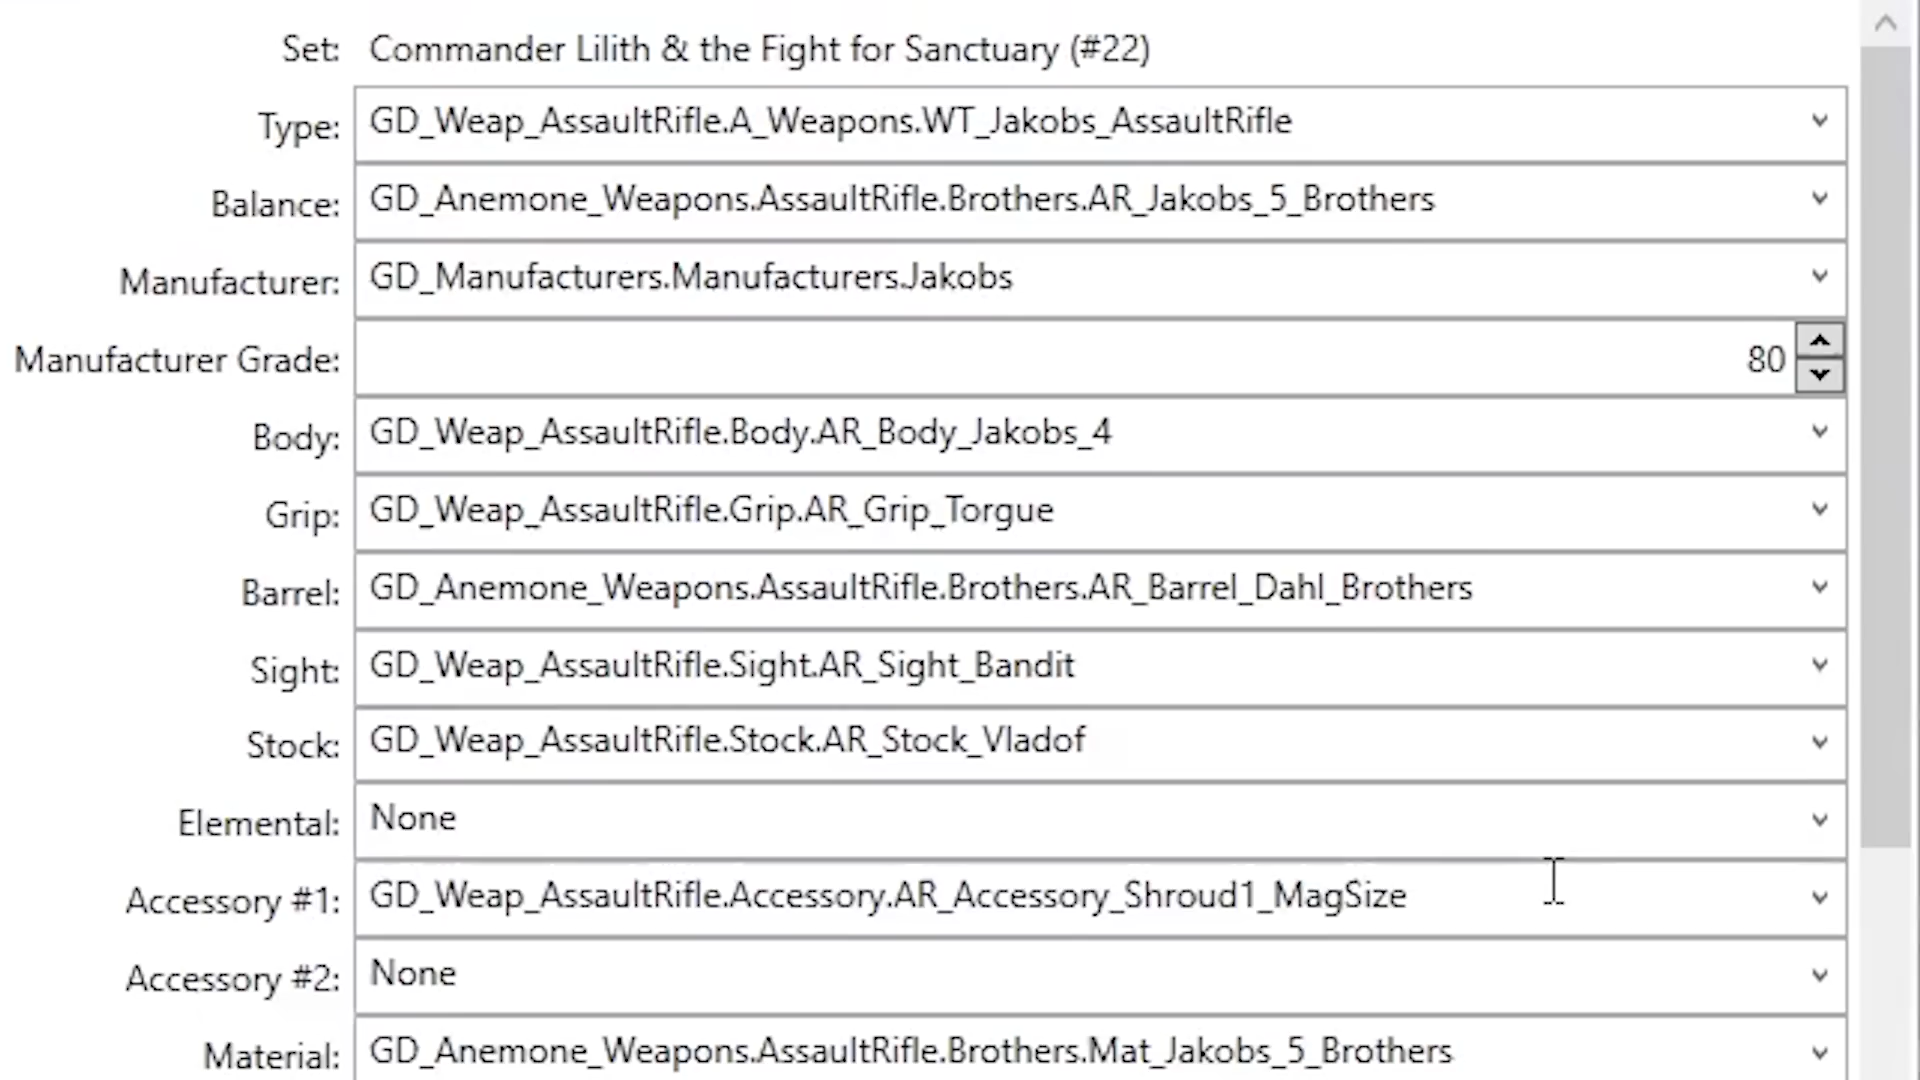 Set: Commander Lilith & the Fight for Sanctuary (#22)
Type: GD_Weap_AssaultRifle.A_Weapons.WT_Jakobs_AssaultRifle
Balance: GD_Anemone_Weapons.AssaultRifle.Brothers.AR_Jakobs_5_Brothers
Manufacturer: GD_Manufacturers.Manufacturers.Jakobs
Manufacturer Grade: 80
Body: GD_Weap_AssaultRifle.Body.AR_Body_Jakobs_4
Grip: GD_Weap_AssaultRifle.Grip.AR_Grip_Torgue
Barrel: GD_Anemone_Weapons.AssaultRifle.Brothers.AR_Barrel_Dahl_Brothers
Sight: GD_Weap_AssaultRifle.Sight.AR_Sight_Bandit
Stock: GD_Weap_AssaultRifle.Stock.AR_Stock_Vladof
Elemental: None
Accessory #1: GD_Weap_AssaultRifle.Accessory.AR_Accessory_Shroud1_MagSize
Accessory #2: None
Material: GD_Anemone_Weapons.AssaultRifle.Brothers.Mat_Jakobs_5_Brothers